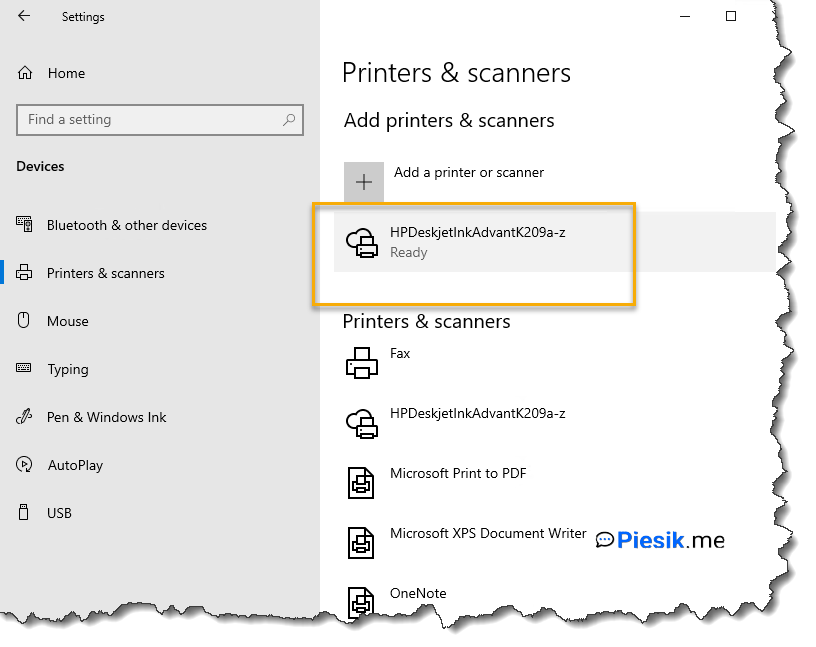 Settings
Home
Find a setting
Devices
Bluetooth & other devices
Printers & scanners
Mouse
Typing
Pen & Windows Ink
AutoPlay
USB
Printers & scanners
Add printers & scanners
Add a printer or scanner
HPDeskjetInkAdvantK209a-z
Ready
Printers & scanners
Fax
HPDeskjetInkAdvantK209a-z
Microsoft Print to PDF
Microsoft XPS Document Writer
Piesik.me
OneNote